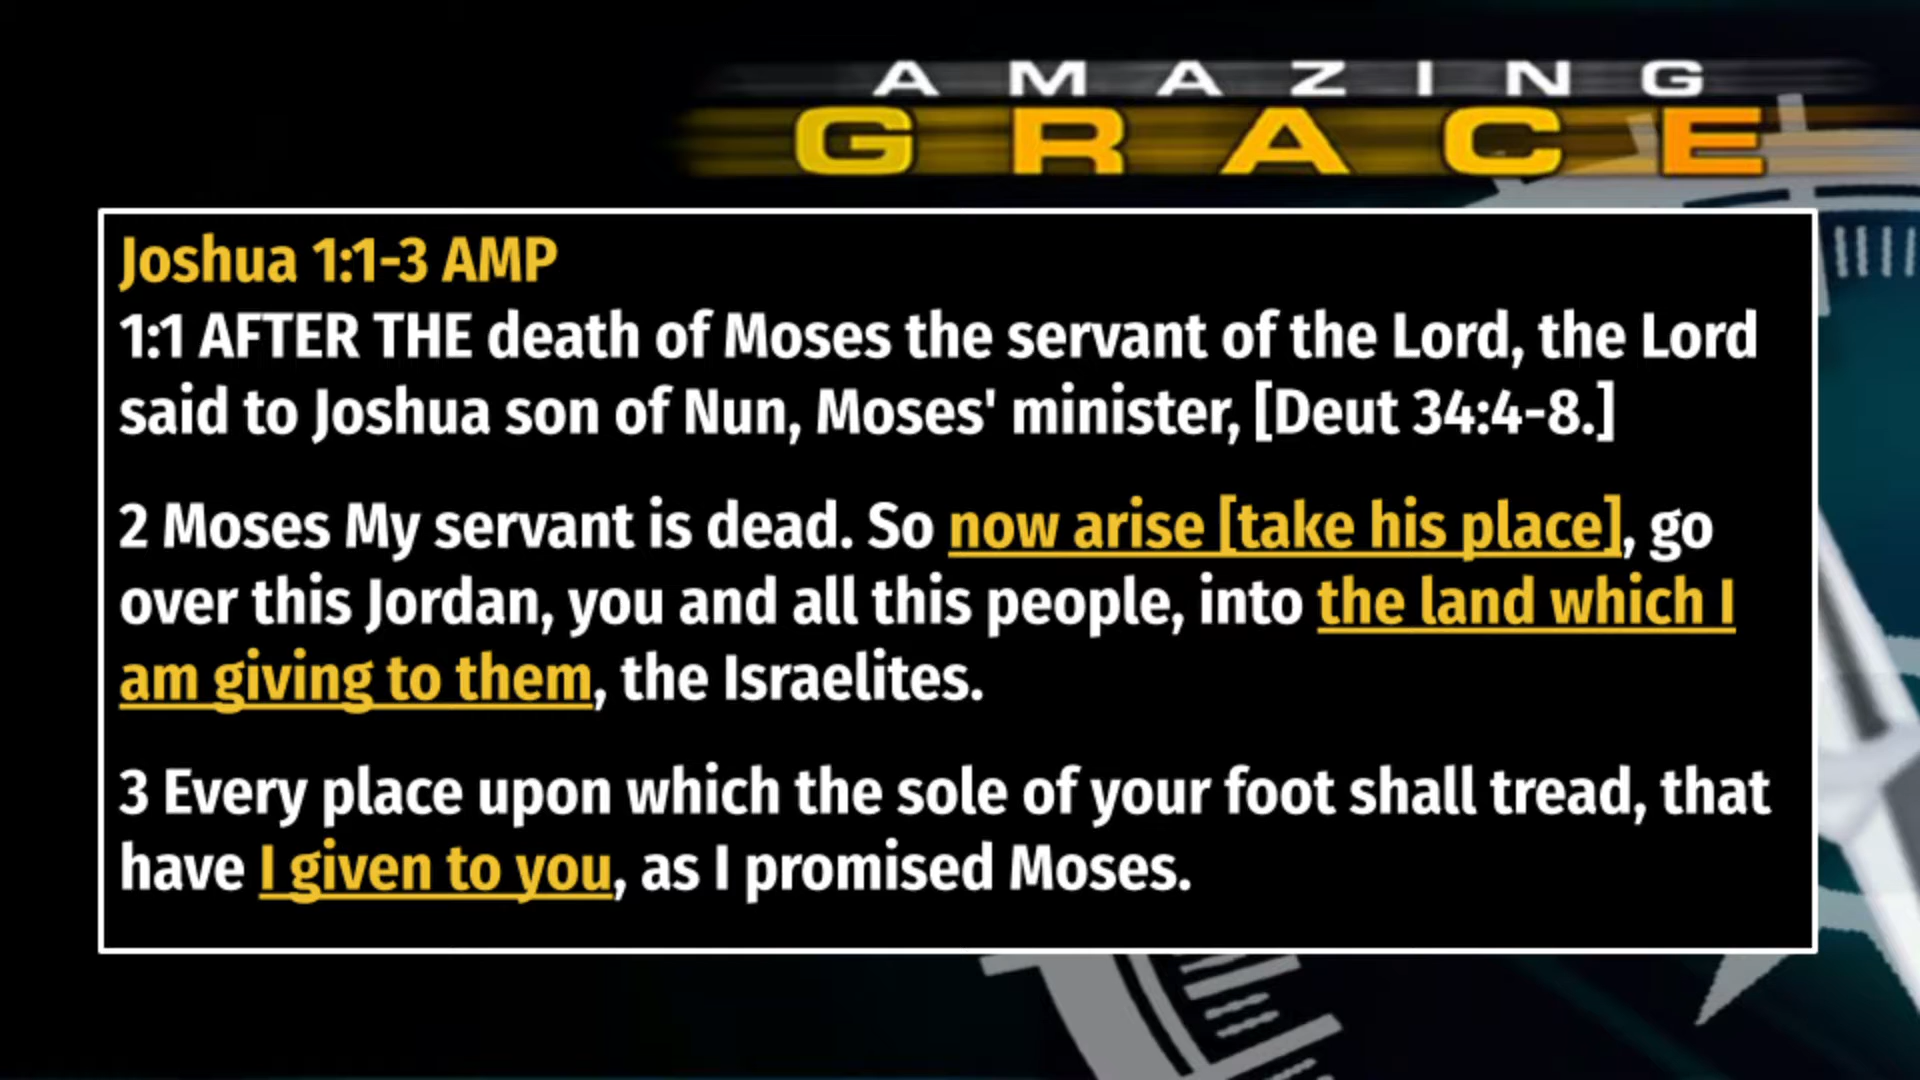 AMAZING
GRACE
Joshua 1:1-3 AMP
1:1 AFTER THE death of Moses the servant of the Lord, the Lord
said to Joshua son of Nun, Moses' minister, [Deut 34:4-8.]
2 Moses My servant is dead. So now arise [take his place], go
over this Jordan, you and all this people, into the land which I
am giving to them, the Israelites.
3 Every place upon which the sole of your foot shall tread, that
have I given to you, as I promised Moses.